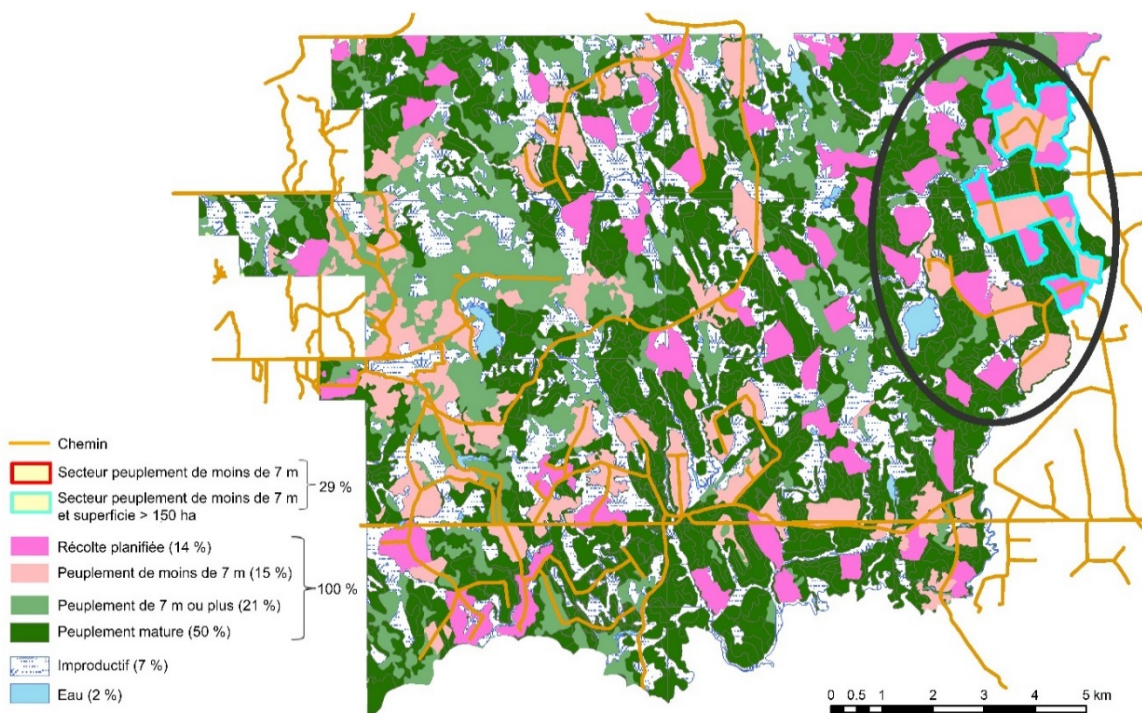 Chemin
Secteur peuplement de moins de 7 m
Secteur peuplement de moins de 7 m
et superficie > 150 ha
29 %
Récolte planifiée (14 %)
Peuplement de moins de 7 m (15 %)
Peuplement de 7 m ou plus (21 %)
Peuplement mature (50 %)
100 %
Improductif (7 %)
Eau (2 %)
0 0.5 1 2 3 4 5 km